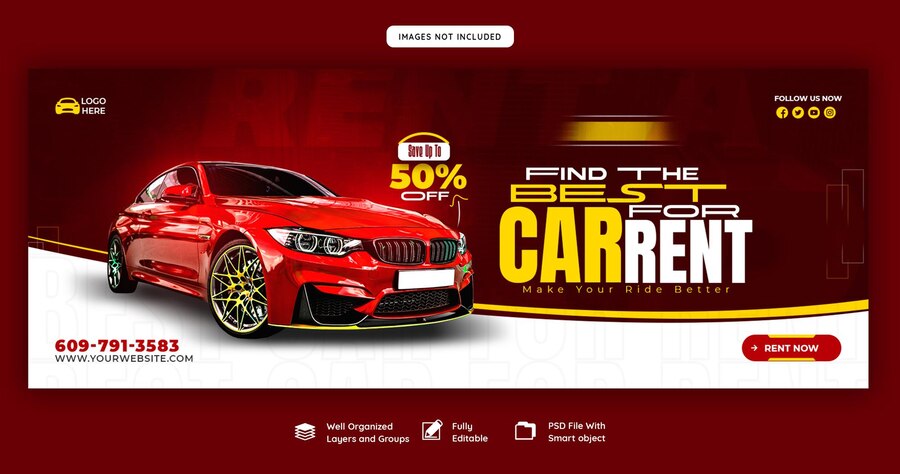 IMAGES NOT INCLUDED
LOGO
HERE
FOLLOW US NOW
Save Up To
50%
OFF
FIND THE
BEST
FOR
CAR RENT
Make Your Ride Better
609-791-3583
WWW.YOURWEBSITE.COM
RENT NOW
Well Organized
Layers and Groups
Fully
Editable
PSD File With
Smart object